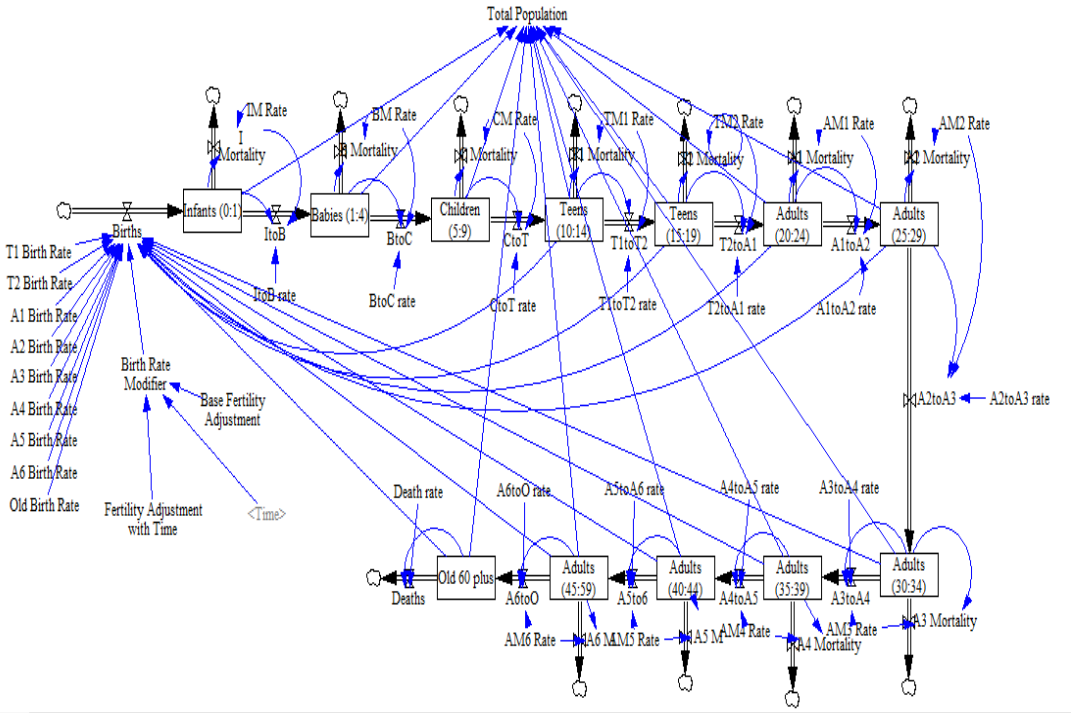 Total Population
IM Rate
BM Rate
CM Rate
TM1 Rate
TM2 Rate
AM1 Rate
AM2 Rate
I
Mortality
Mortality
Mortality
Mortality
Mortality
Mortality
Mortality
Infants (0:1)
Babies (1:4)
Children
(5:9)
Teens
(10:14)
Teens
(15:19)
Adults
(20:24)
Adults
(25:29)
Births
ItoB
BtoC
CtoT
T1toT2
T2toA1
A1toA2
T1 Birth Rate
T2 Birth Rate
A1 Birth Rate
A2 Birth Rate
A3 Birth Rate
A4 Birth Rate
A5 Birth Rate
A6 Birth Rate
Old Birth Rate
ItoB rate
BtoC rate
CtoT rate
T1toT2 rate
T2toA1 rate
A1toA2 rate
Birth Rate
Modifier
Base Fertility
Adjustment
A2toA3
A2toA3 rate
Fertility Adjustment
with Time
<Time>
Death rate
A6toO rate
A5toA6 rate
A4toA5 rate
A3toA4 rate
Old 60 plus
Adults
(45:59)
Adults
(40:44)
Adults
(35:39)
Adults
(30:34)
Deaths
A6toO
A5to6
A4toA5
A3toA4
AM6 Rate
A6 M
AM5 Rate
A5 M
AM4 Rate
A4 Mortality
AM3 Rate
A3 Mortality